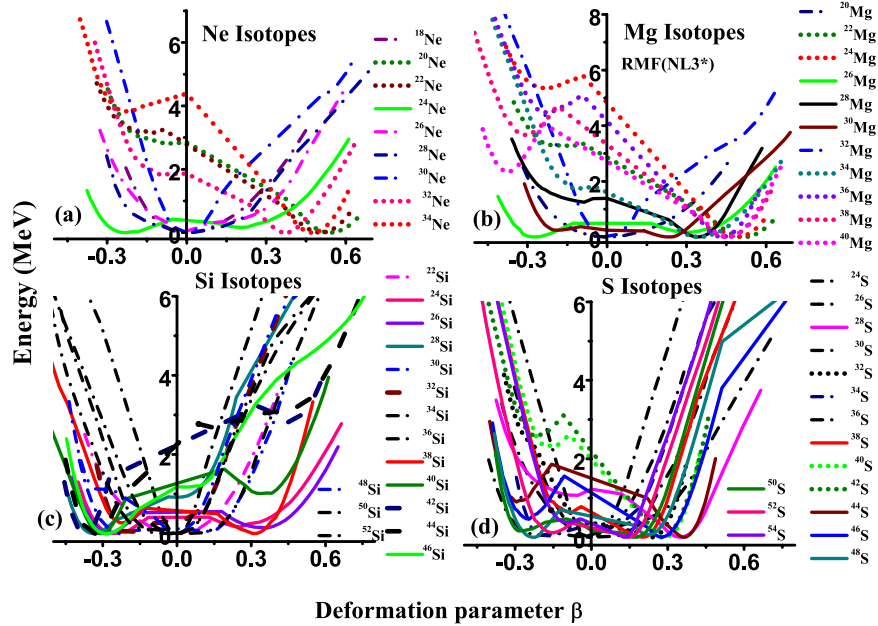 Energy (MeV)
Ne Isotopes
6
4
2
0
(a)
-0.3
0.0
0.3
0.6
¹⁸Ne
²⁰Ne
²²Ne
²⁴Ne
²⁶Ne
²⁸Ne
³⁰Ne
³²Ne
³⁴Ne
Mg Isotopes
RMF(NL3*)
8
6
4
2
0
(b)
-0.3
0.0
0.3
0.6
²⁰Mg
²²Mg
²⁴Mg
²⁶Mg
²⁸Mg
³⁰Mg
³²Mg
³⁴Mg
³⁶Mg
³⁸Mg
⁴⁰Mg
Si Isotopes
6
4
2
0
(c)
-0.3
0.0
0.3
0.6
⁴⁸Si
⁵⁰Si
⁵²Si
²²Si
²⁴Si
²⁶Si
²⁸Si
³⁰Si
³²Si
³⁴Si
³⁶Si
³⁸Si
⁴⁰Si
⁴²Si
⁴⁴Si
⁴⁶Si
S Isotopes
6
4
2
0
(d)
-0.3
0.0
0.3
0.6
⁵⁰S
⁵²S
⁵⁴S
²⁴S
²⁶S
²⁸S
³⁰S
³²S
³⁴S
³⁶S
³⁸S
⁴⁰S
⁴²S
⁴⁶S
⁴⁸S
Deformation parameter β